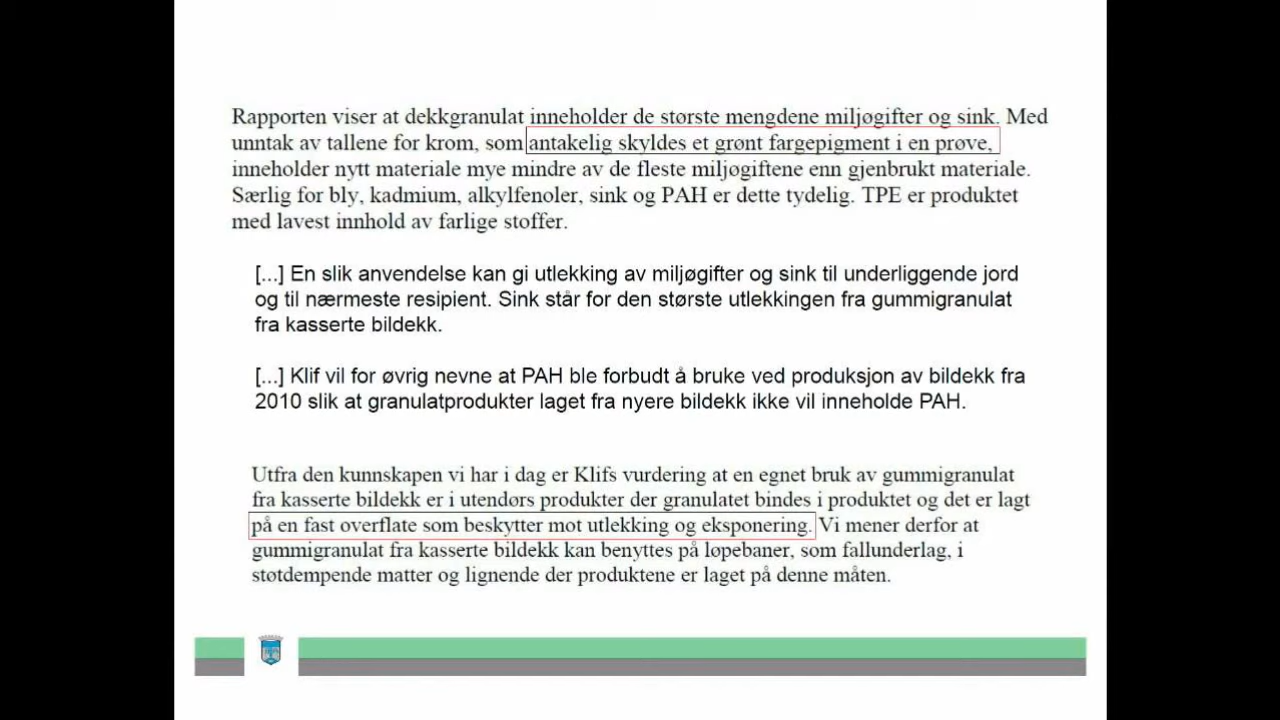 Rapporten viser at dekkgranulat inneholder de største mengdene miljøgifter og sink. Med
unntak av tallene for krom, som antakelig skyldes et grønt fargepigment i en prøve,
inneholder nytt materiale mye mindre av de fleste miljøgiftene enn gjenbrukt materiale.
Særlig for bly, kadmium, alkylfenoler, sink og PAH er dette tydelig. TPE er produktet
med lavest innhold av farlige stoffer.
[...] En slik anvendelse kan gi utlekking av miljøgifter og sink til underliggende jord
og til nærmeste resipient. Sink står for den største utlekkingen fra gummigranulat
fra kasserte bildekk.
[...] Klif vil for øvrig nevne at PAH ble forbudt å bruke ved produksjon av bildekk fra
2010 slik at granulatprodukter laget fra nyere bildekk ikke vil inneholde PAH.
Utfra den kunnskapen vi har i dag er Klifs vurdering at en egnet bruk av gummigranulat
fra kasserte bildekk er i utendørs produkter der granulatet bindes i produktet og det er lagt
på en fast overflate som beskytter mot utlekking og eksponering. Vi mener derfor at
gummigranulat fra kasserte bildekk kan benyttes på løpebaner, som fallunderlag, i
støtdempende matter og lignende der produktene er laget på denne måten.